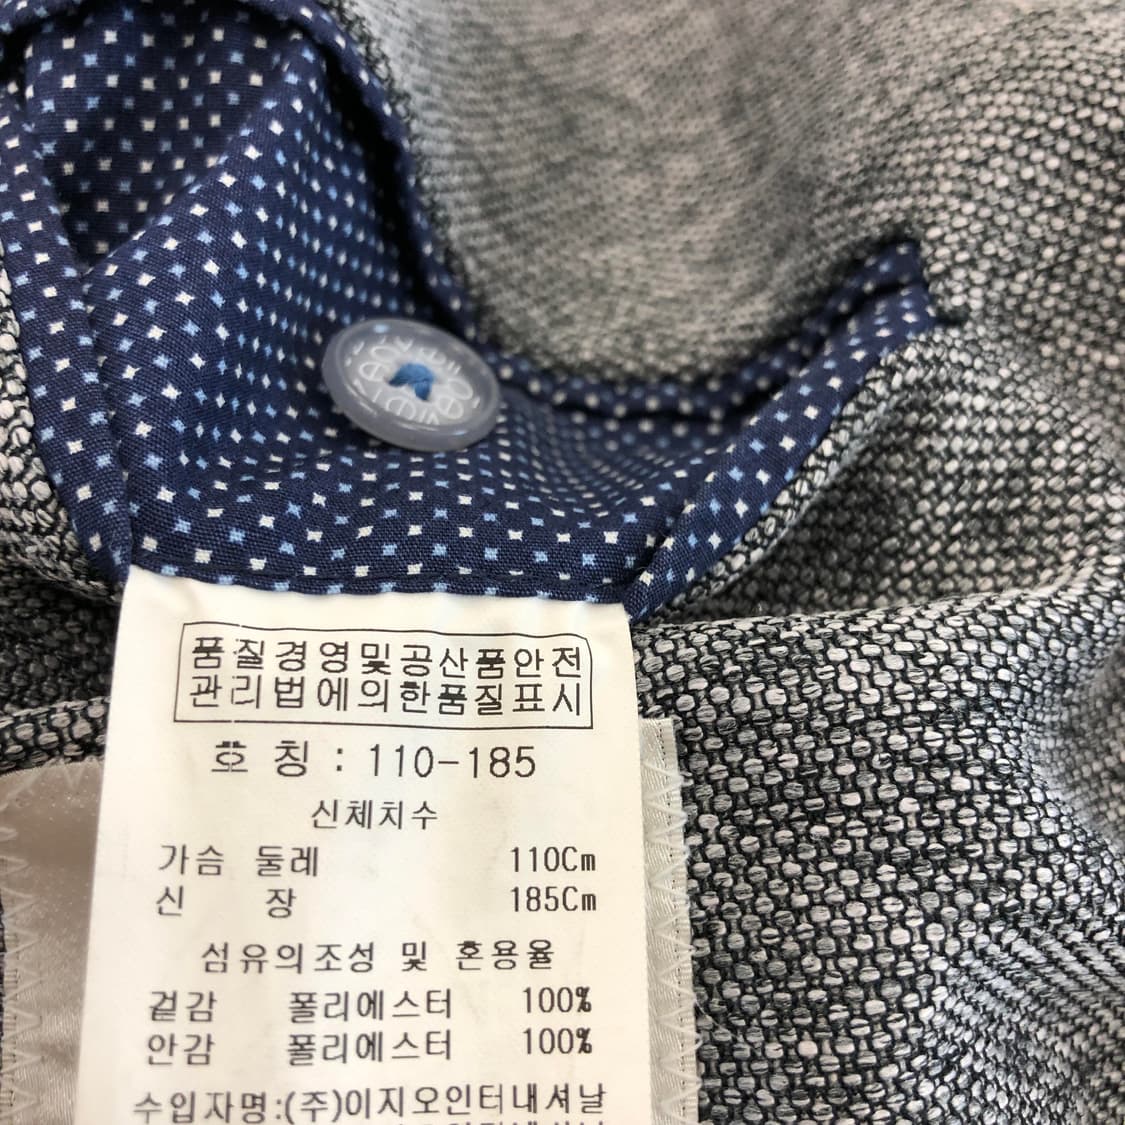 품질경영및공산품안전
관리법에의한품질표시
호 칭 : 110-185
신체치수
가슴 둘레 110Cm
신 장 185Cm
섬유의조성 및 혼용율
겉감 폴리에스터 100%
안감 폴리에스터 100%
수입자명:(주)이지오인터내셔날